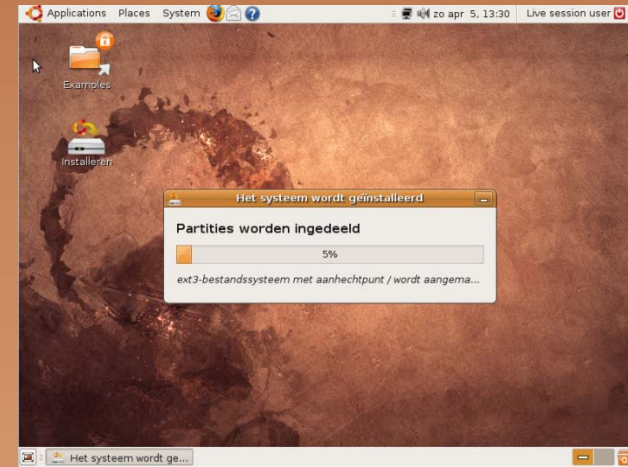 Applications Places System
zo apr 5, 13:30 Live session user
Examples
Installeren
Het systeem wordt geïnstalleerd
Partities worden ingedeeld
5%
ext3-bestandssysteem met aanhechtpunt / wordt aangema...
Het systeem wordt ge...